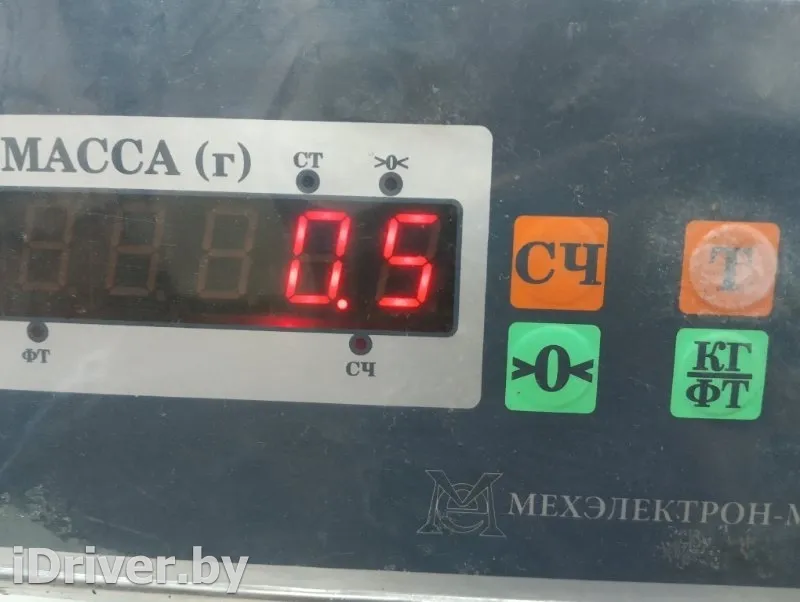 МАССА (г)
СТ
>0<
0.5
ФТ
СЧ
СЧ
Т
>0<
КГ
ФТ
МЕХЭЛЕКТРОН-М
iDriver.by